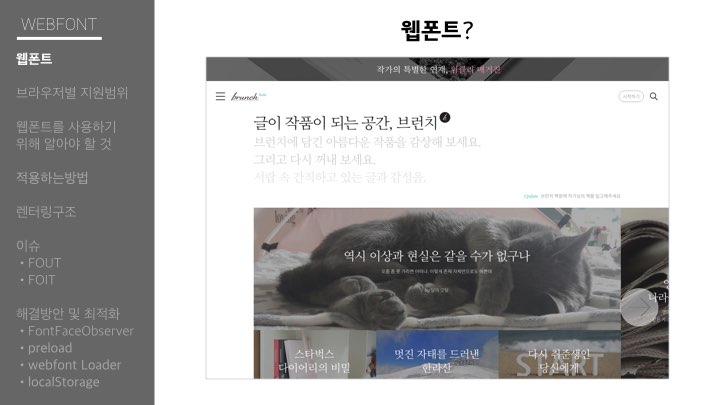 WEBFONT
웹폰트
브라우저별 지원범위
웹폰트를 사용하기
위해 알아야 할 것
적용하는방법
렌더링구조
이슈
• FOUT
• FOIT
해결방안 및 최적화
• FontFaceObserver
• preload
• webfont Loader
• localStorage
웹폰트?
작가의 특별한 연재, 위클리 매거진
brunch
시작하기
글이 작품이 되는 공간, 브런치
브런치에 담긴 아름다운 작품을 감상해 보세요.
그리고 다시 꺼내 보세요.
서랍 속 간직하고 있는 글과 감성을.
Update
역시 이상과 현실은 같을 수가 없구나
나라
스타벅스
다이어리의 비밀
멋진 자태를 드러낸
한라산
다시 취준생인
당신에게
START